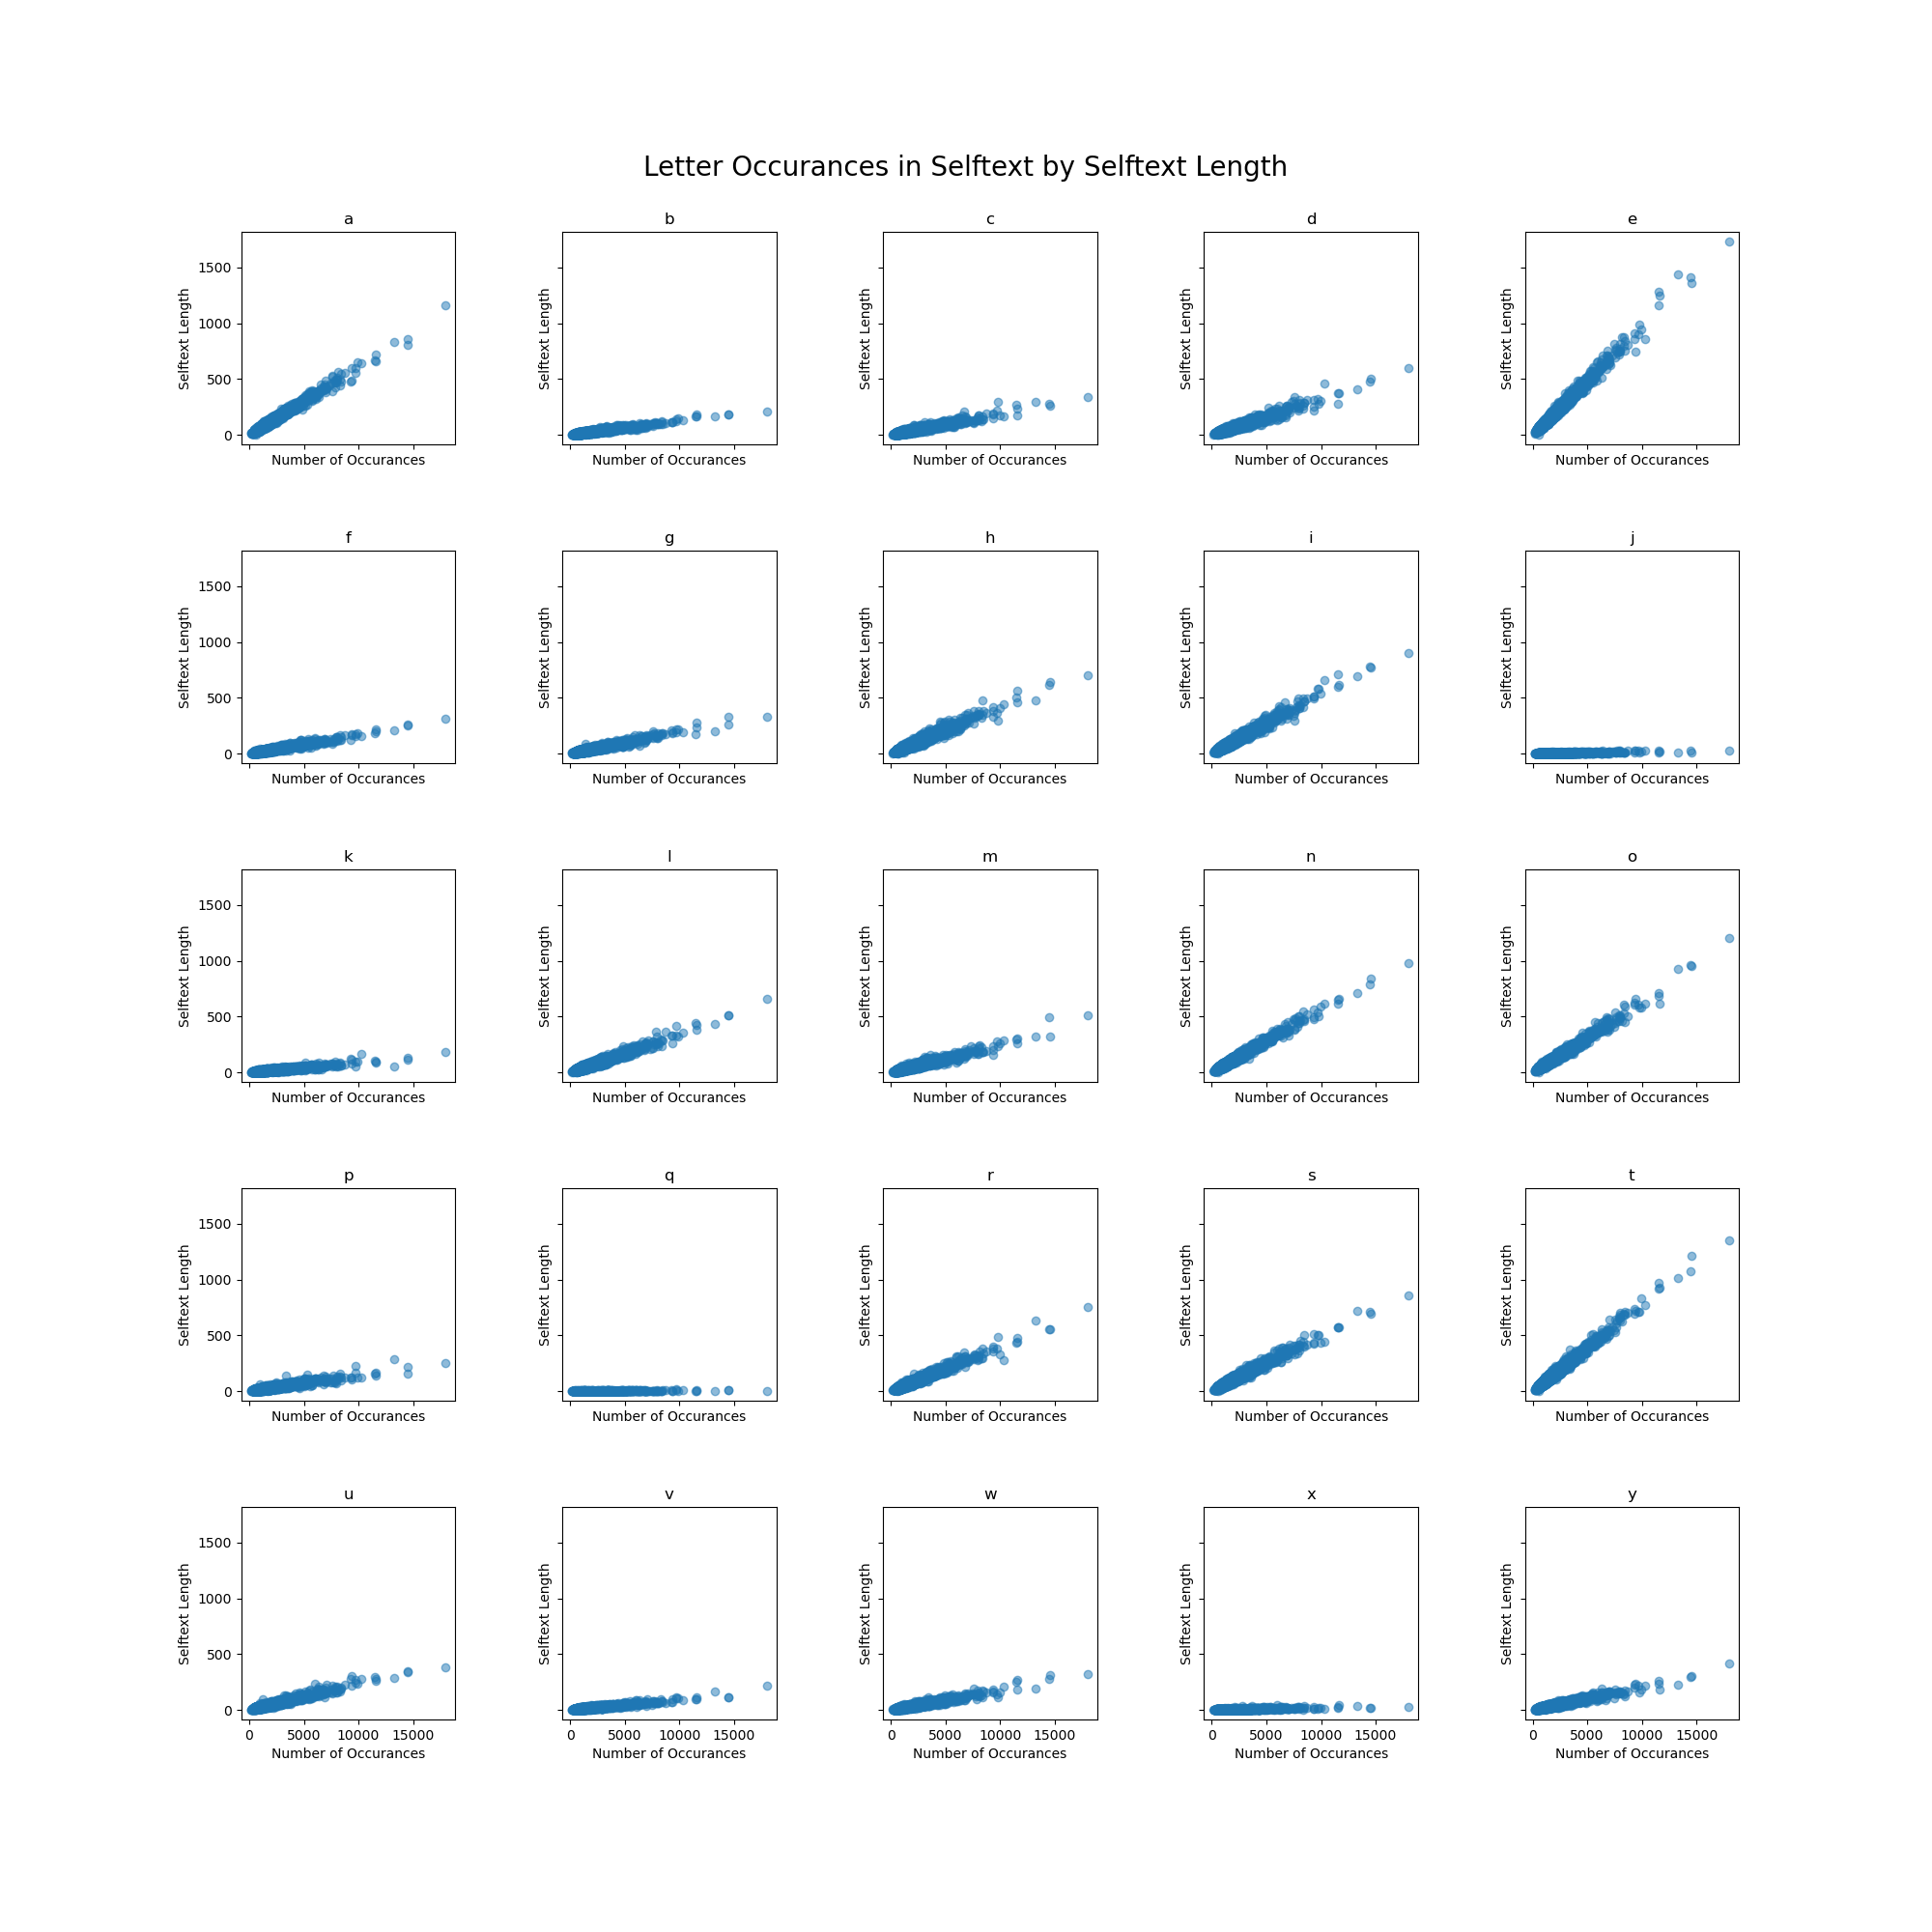 Letter Occurances in Selftext by Selftext Length
a b c d e
1500
1000
500
0
Selftext Length Selftext Length Selftext Length Selftext Length Selftext Length
Number of Occurances Number of Occurances Number of Occurances Number of Occurances Number of Occurances
f g h i j
1500
1000
500
0
Selftext Length Selftext Length Selftext Length Selftext Length Selftext Length
Number of Occurances Number of Occurances Number of Occurances Number of Occurances Number of Occurances
k l m n o
1500
1000
500
0
Selftext Length Selftext Length Selftext Length Selftext Length Selftext Length
Number of Occurances Number of Occurances Number of Occurances Number of Occurances Number of Occurances
p q r s t
1500
1000
500
0
Selftext Length Selftext Length Selftext Length Selftext Length Selftext Length
Number of Occurances Number of Occurances Number of Occurances Number of Occurances Number of Occurances
u v w x y
1500
1000
500
0
Selftext Length Selftext Length Selftext Length Selftext Length Selftext Length
0 5000 10000 15000 0 5000 10000 15000 0 5000 10000 15000 0 5000 10000 15000 0 5000 10000 15000
Number of Occurances Number of Occurances Number of Occurances Number of Occurances Number of Occurances